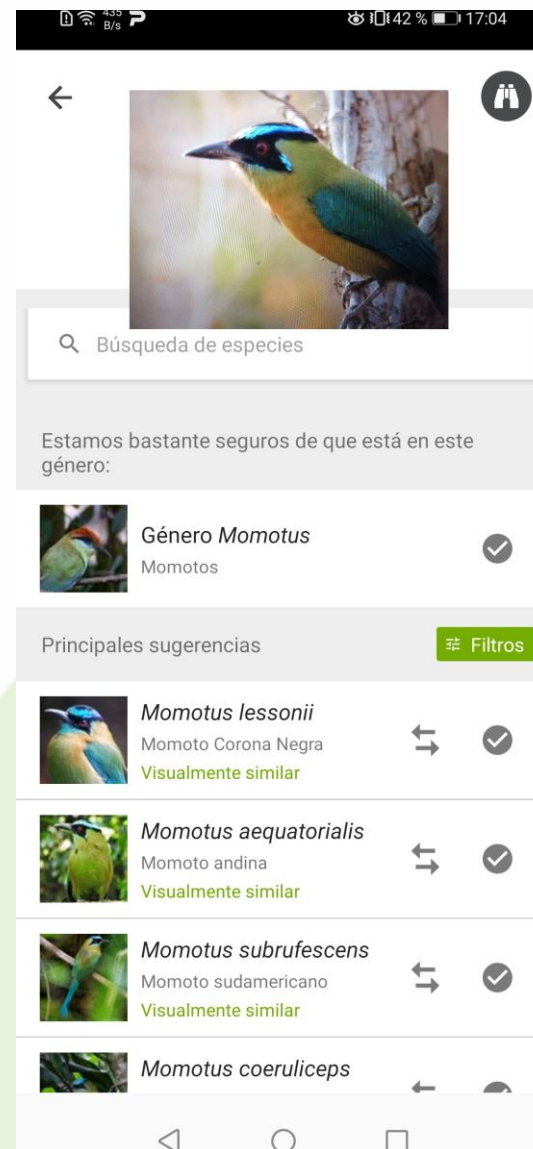 435
B/s
42 % 17:04
Búsqueda de especies
Estamos bastante seguros de que está en este
género:
Género Momotus
Momotos
Principales sugerencias
Filtros
Momotus lessonii
Momoto Corona Negra
Visualmente similar
Momotus aequatorialis
Momoto andina
Visualmente similar
Momotus subrufescens
Momoto sudamericano
Visualmente similar
Momotus coeruliceps